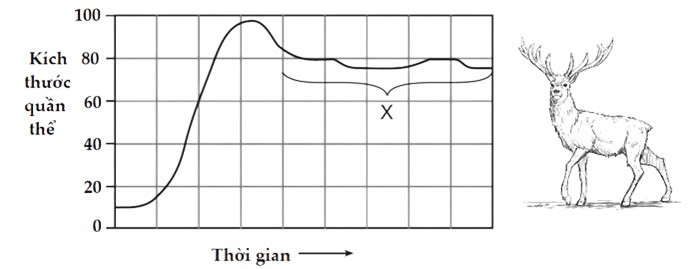 100
80
60
40
20
0
Kích
thước
quần
thể
X
Thời gian